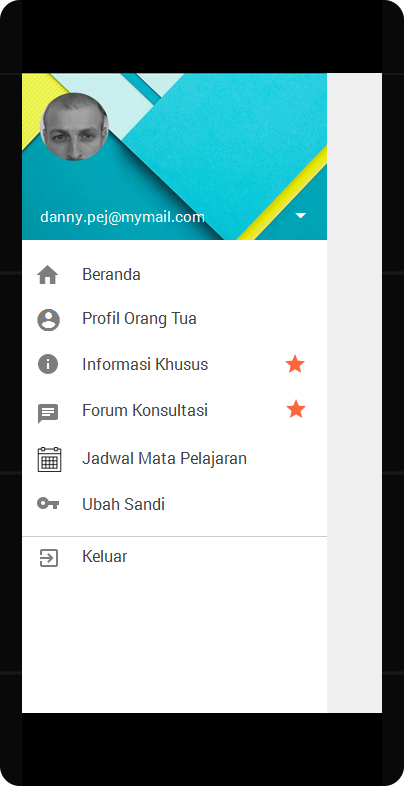 danny.pej@mymail.com
Beranda
Profil Orang Tua
Informasi Khusus
Forum Konsultasi
Jadwal Mata Pelajaran
Ubah Sandi
Keluar